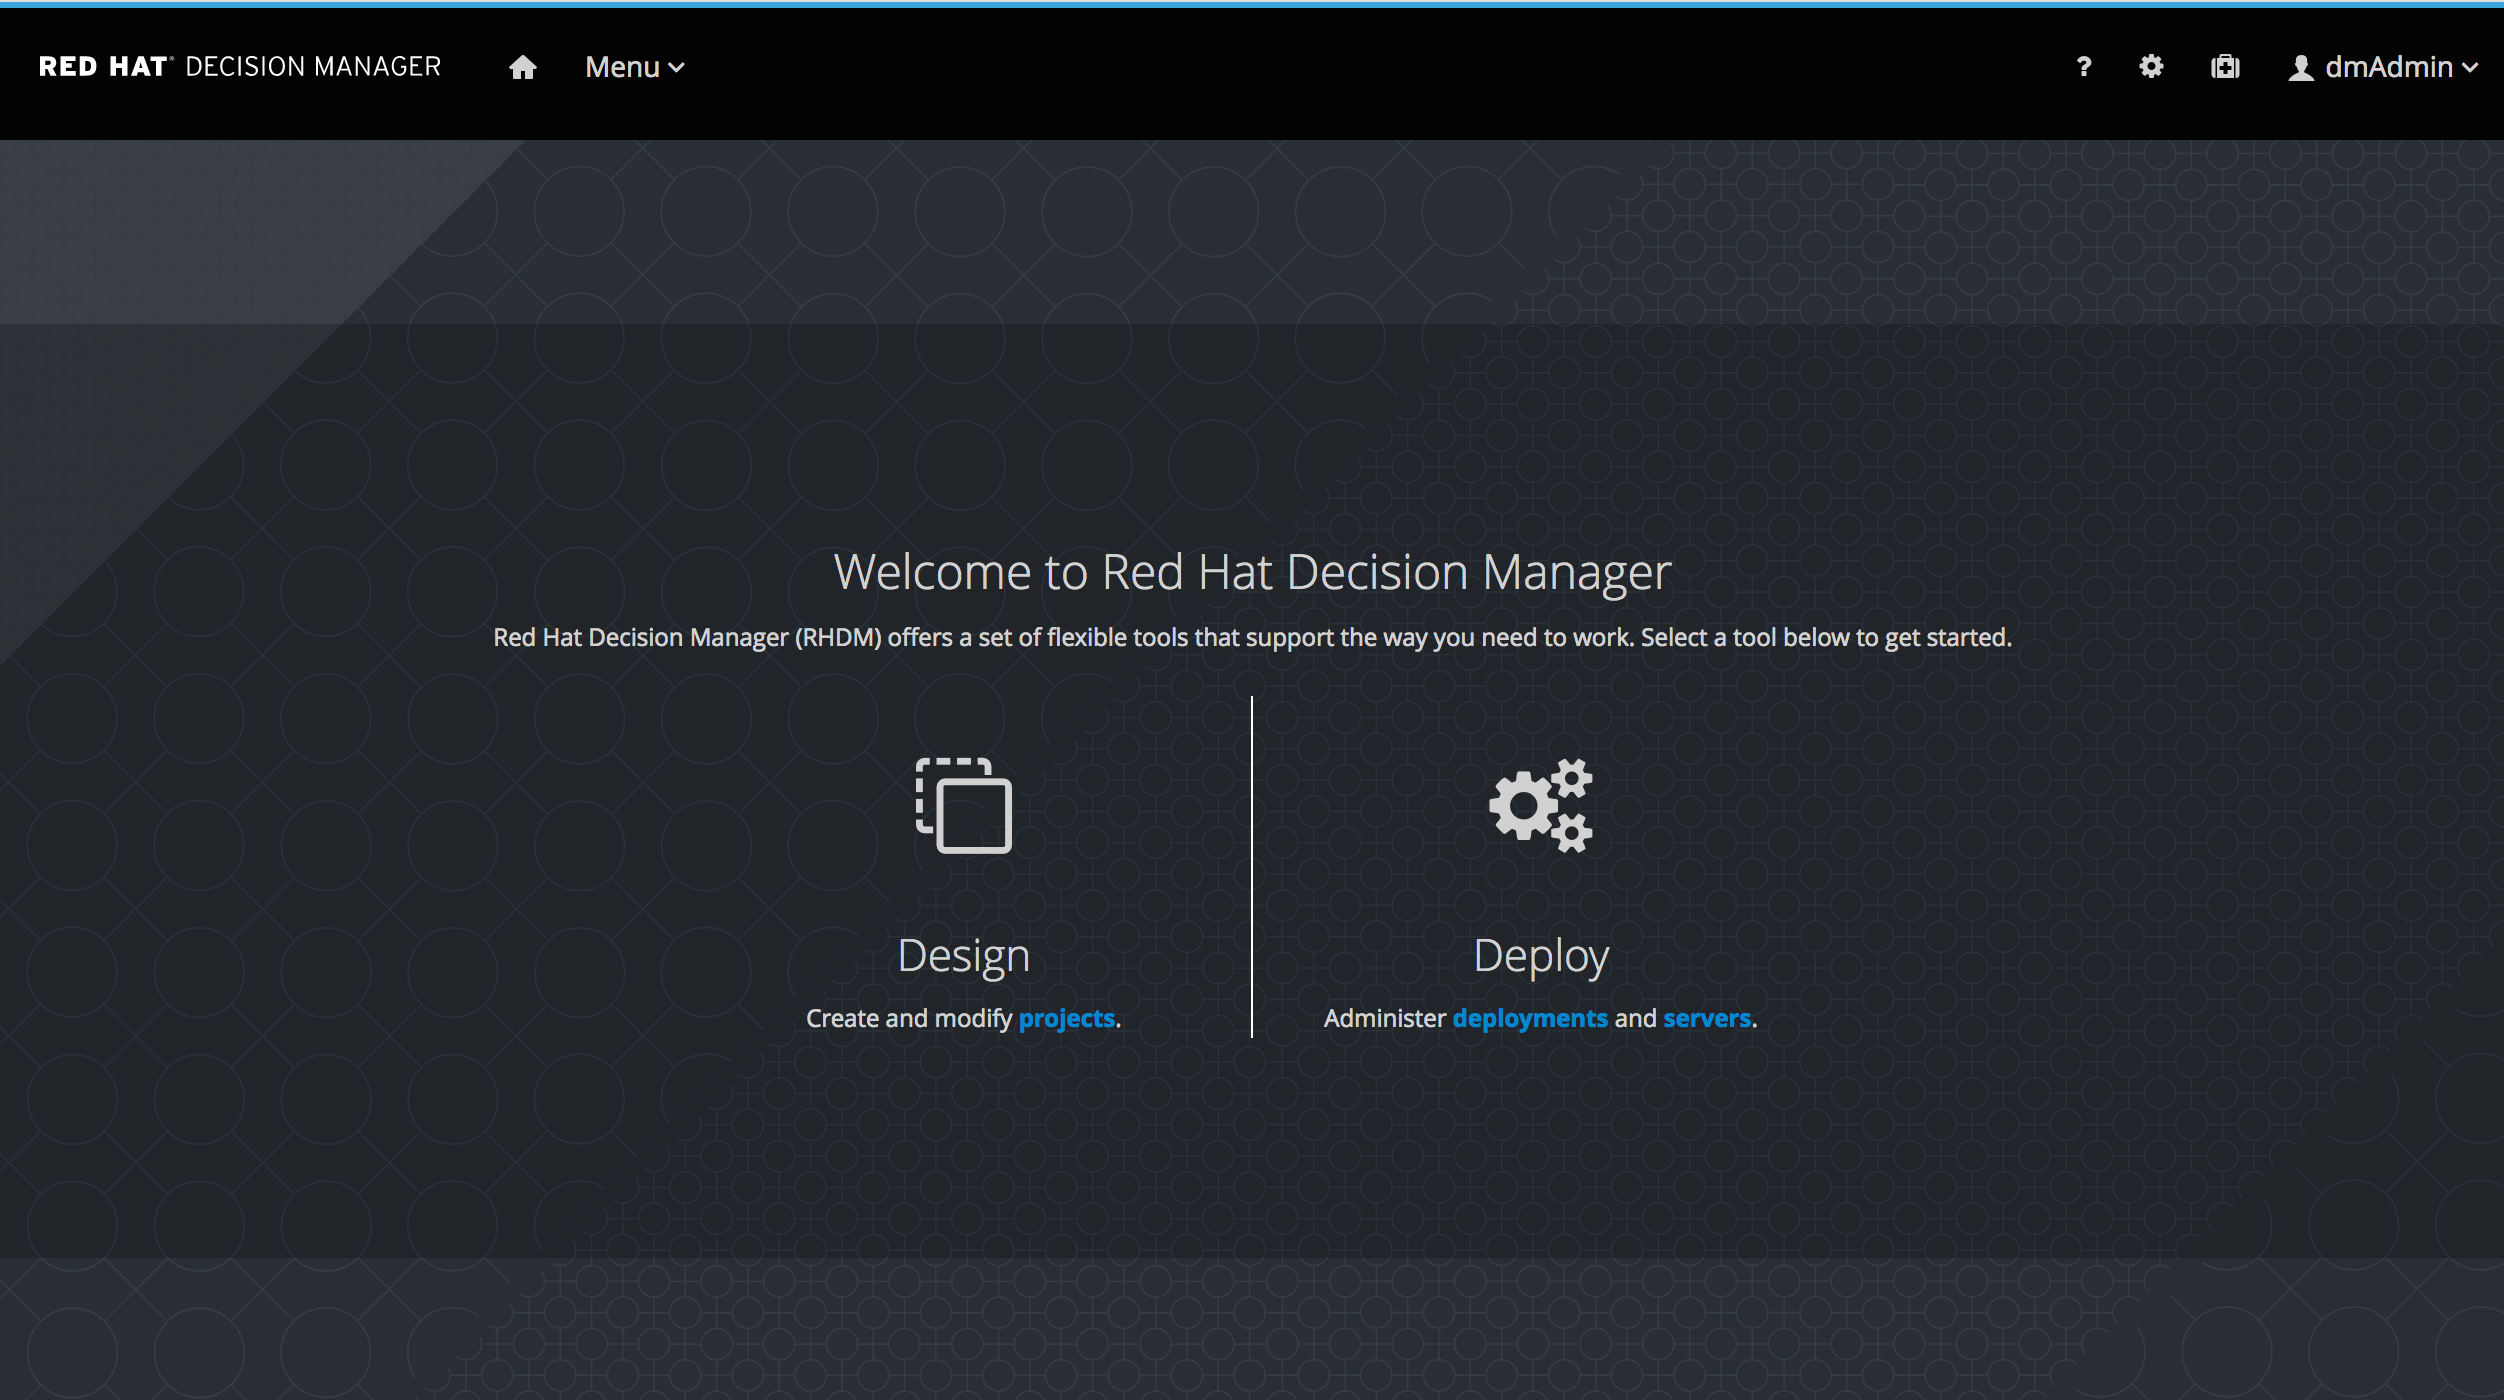 RED HAT® DECISION MANAGER Menu ? dmAdmin
Welcome to Red Hat Decision Manager
Red Hat Decision Manager (RHDM) offers a set of flexible tools that support the way you need to work. Select a tool below to get started.
Design
Create and modify projects.
Deploy
Administer deployments and servers.